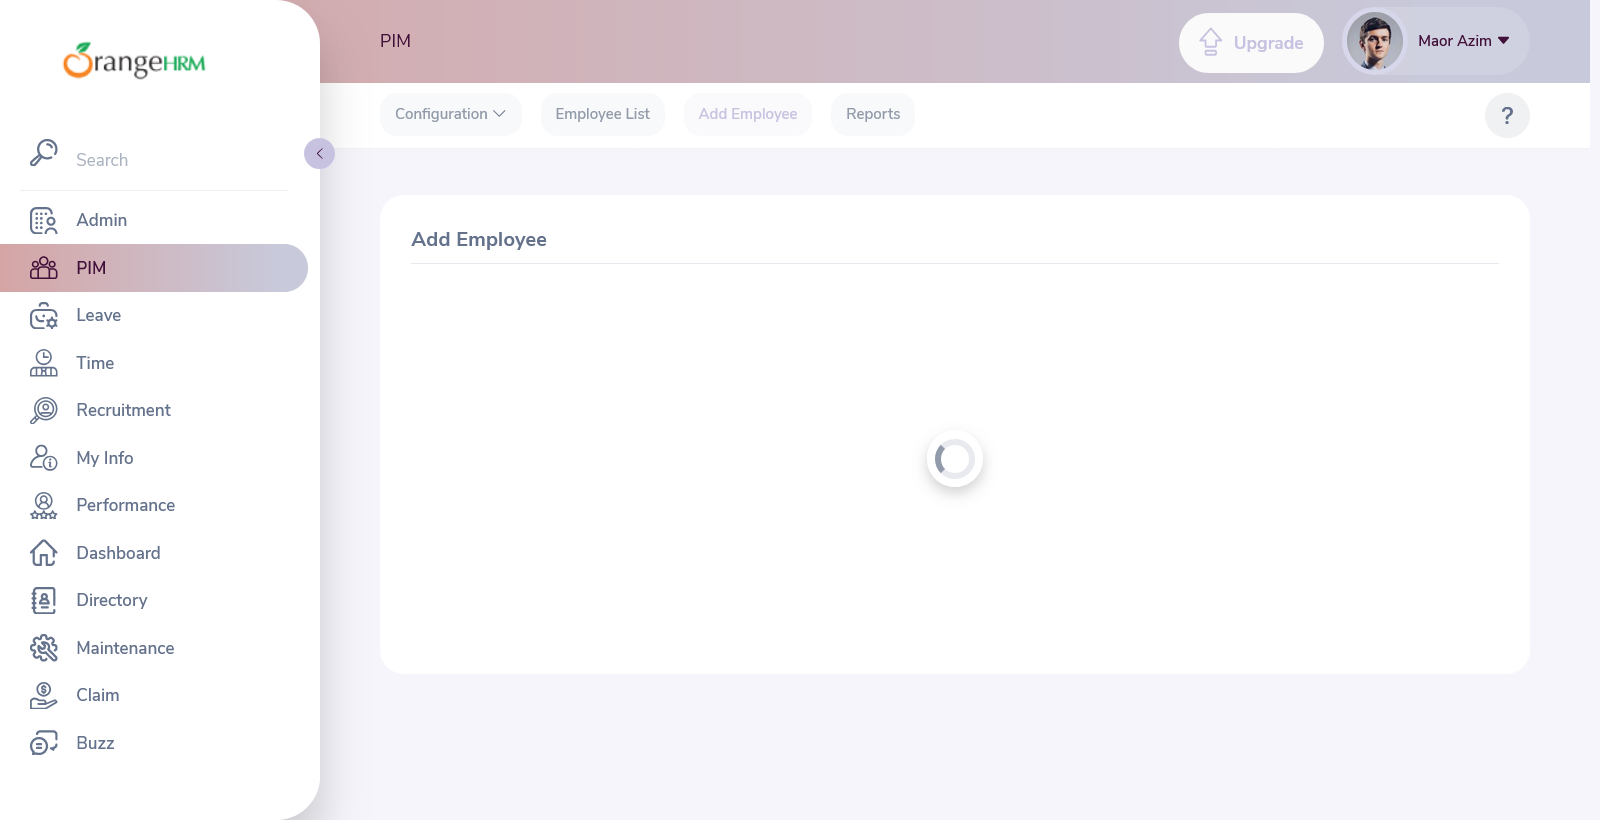 OrangeHRM
Search
Admin
PIM
Leave
Time
Recruitment
My Info
Performance
Dashboard
Directory
Maintenance
Claim
Buzz
PIM
Upgrade
Maor Azim
Configuration
Employee List
Add Employee
Reports
?
Add Employee